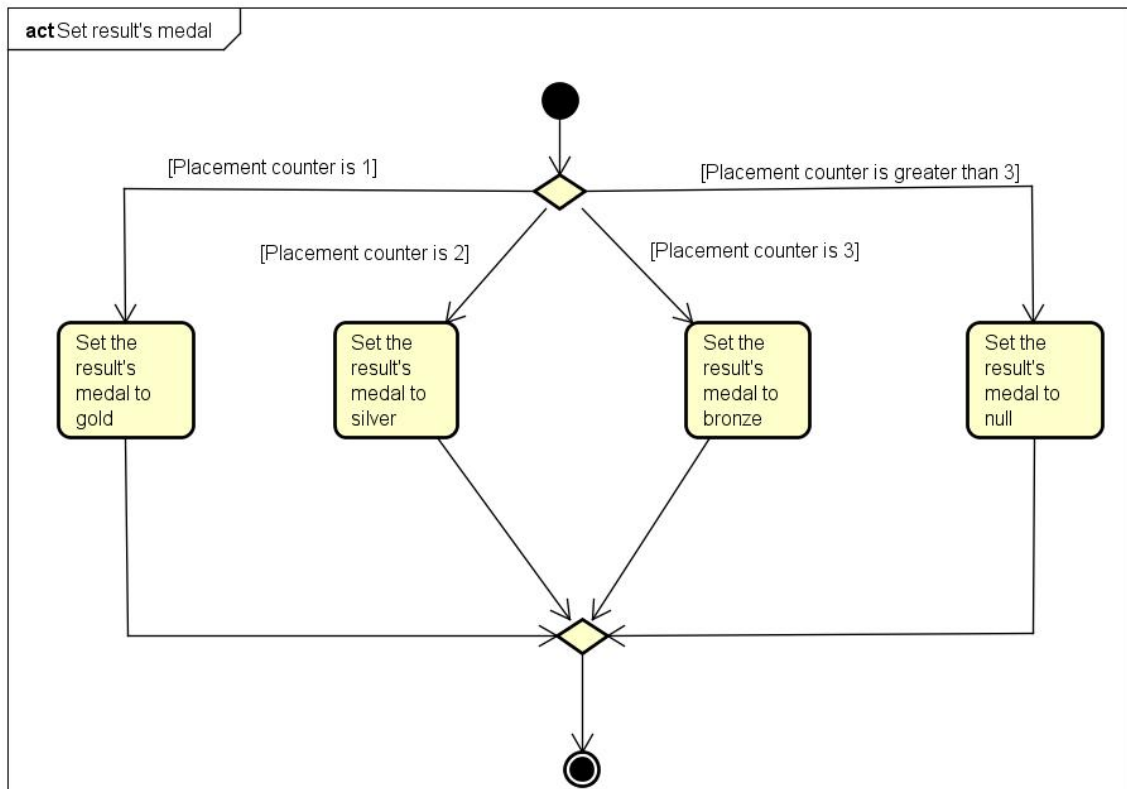 act Set result's medal
[Placement counter is 1]
[Placement counter is greater than 3]
[Placement counter is 2]
[Placement counter is 3]
Set the
result's
medal to
gold
Set the
result's
medal to
silver
Set the
result's
medal to
bronze
Set the
result's
medal to
null